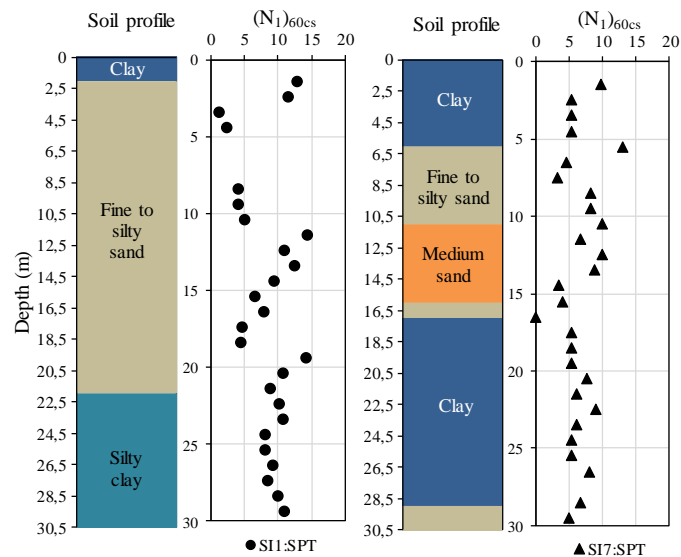 Soil profile
(N₁)₆₀cs
0 5 10 15 20
Depth (m)
0
2,5
4,5
6,5
8,5
10,5
12,5
14,5
16,5
18,5
20,5
22,5
24,5
26,5
28,5
30,5
Clay
Fine to
silty
sand
Silty
clay
0
5
10
15
20
25
30
SI1:SPT
Soil profile
(N₁)₆₀cs
0 5 10 15 20
0
2,5
4,5
6,5
8,5
10,5
12,5
14,5
16,5
18,5
20,5
22,5
24,5
26,5
28,5
30,5
Clay
Fine to
silty sand
Medium
sand
Clay
0
5
10
15
20
25
30
SI7:SPT